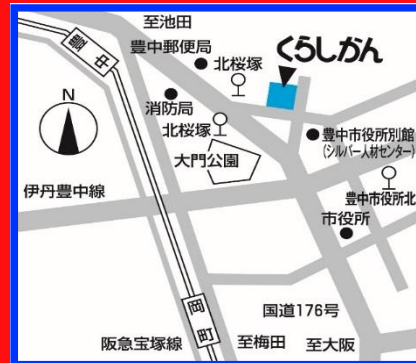 至池田
豊中
豊中郵便局
北桜塚
くらしかん
N
消防局
北桜塚
豊中市役所別館
(シルバー人材センター)
大門公園
伊丹豊中線
豊中市役所北
市役所
岡町
国道176号
阪急宝塚線
至梅田
至大阪